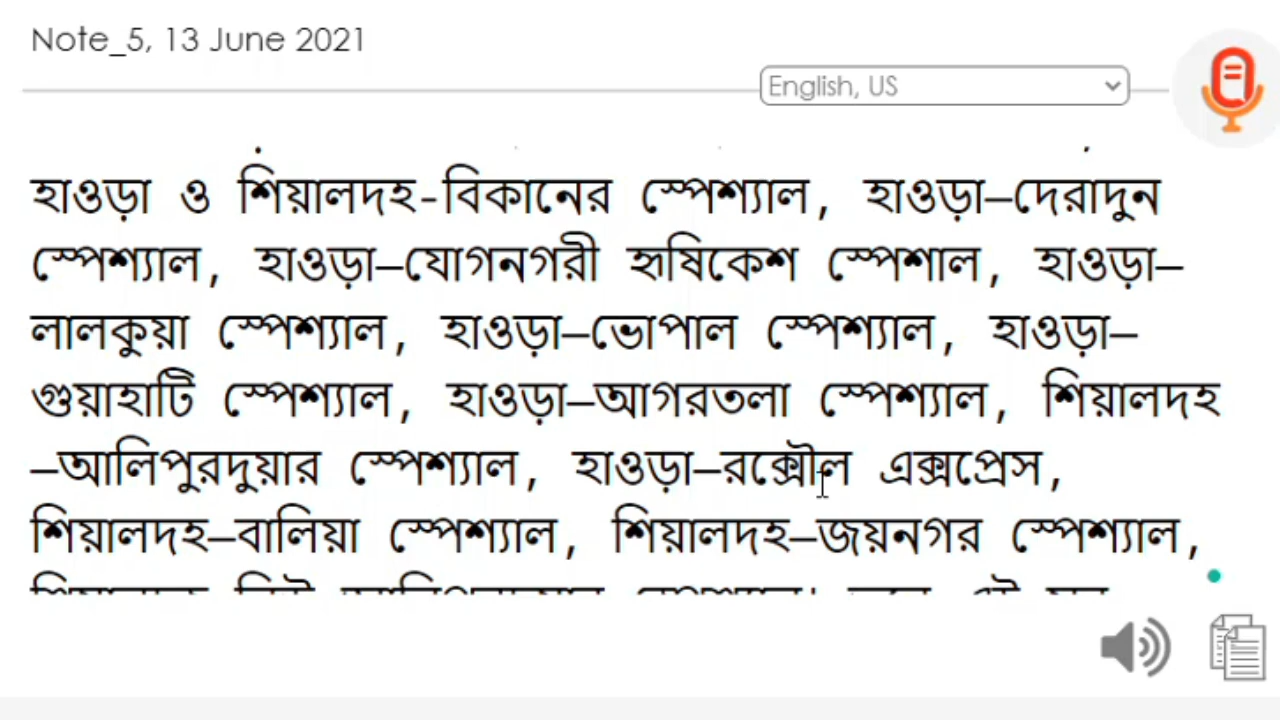 Note_5, 13 June 2021
English, US
হাওড়া ও শিয়ালদহ-বিকানের স্পেশ্যাল, হাওড়া–দেরাদুন
স্পেশ্যাল, হাওড়া–যোগনগরী হৃষিকেশ স্পেশাল, হাওড়া–
লালকুয়া স্পেশ্যাল, হাওড়া–ভোপাল স্পেশ্যাল, হাওড়া–
গুয়াহাটি স্পেশ্যাল, হাওড়া–আগরতলা স্পেশ্যাল, শিয়ালদহ
–আলিপুরদুয়ার স্পেশ্যাল, হাওড়া–রক্সৌল এক্সপ্রেস,
শিয়ালদহ–বালিয়া স্পেশ্যাল, শিয়ালদহ–জয়নগর স্পেশ্যাল,